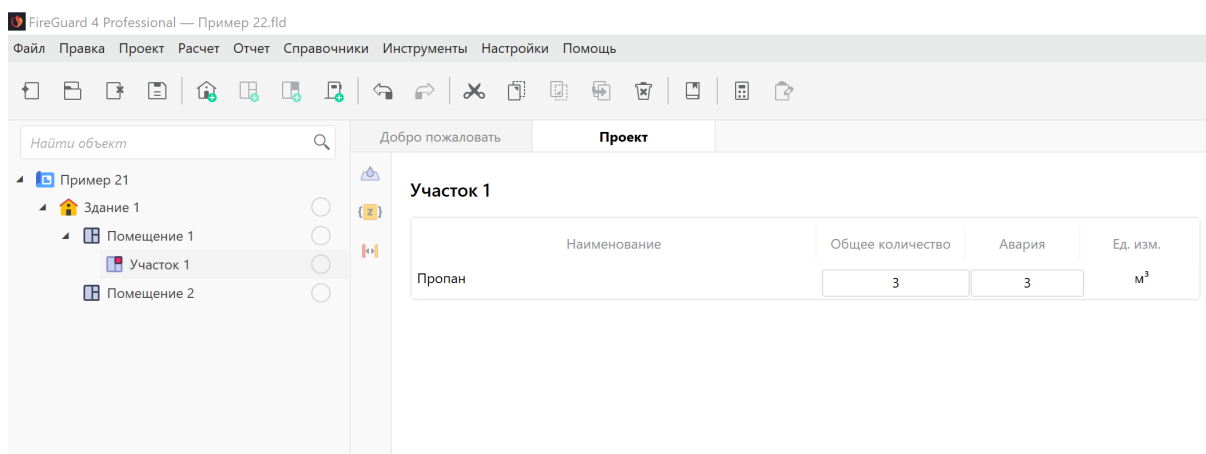 FireGuard 4 Professional — Пример 22.fld
Файл Правка Проект Расчет Отчет Справочники Инструменты Настройки Помощь
Найти объект
Добро пожаловать Проект
Пример 21
Здание 1
Помещение 1
Участок 1
Помещение 2
{z}
Участок 1
Наименование Общее количество Авария Ед. изм.
Пропан 3 3 м³